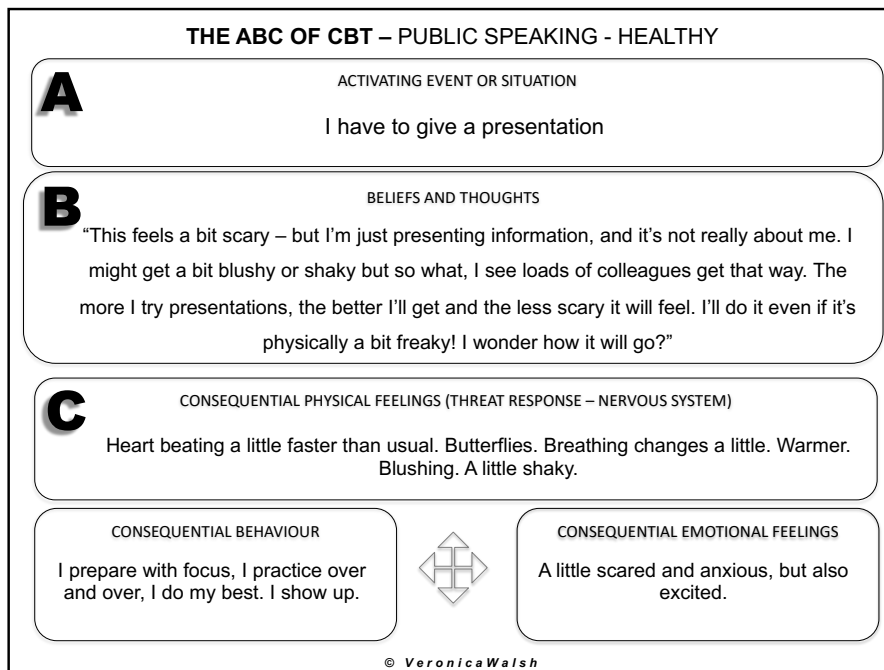 THE ABC OF CBT – PUBLIC SPEAKING - HEALTHY
A
ACTIVATING EVENT OR SITUATION
I have to give a presentation
B
BELIEFS AND THOUGHTS
“This feels a bit scary – but I’m just presenting information, and it’s not really about me. I
might get a bit blushy or shaky but so what, I see loads of colleagues get that way. The
more I try presentations, the better I’ll get and the less scary it will feel. I’ll do it even if it’s
physically a bit freaky! I wonder how it will go?”
C
CONSEQUENTIAL PHYSICAL FEELINGS (THREAT RESPONSE – NERVOUS SYSTEM)
Heart beating a little faster than usual. Butterflies. Breathing changes a little. Warmer.
Blushing. A little shaky.
CONSEQUENTIAL BEHAVIOUR
I prepare with focus, I practice over
and over, I do my best. I show up.
CONSEQUENTIAL EMOTIONAL FEELINGS
A little scared and anxious, but also
excited.
© VeronicaWalsh